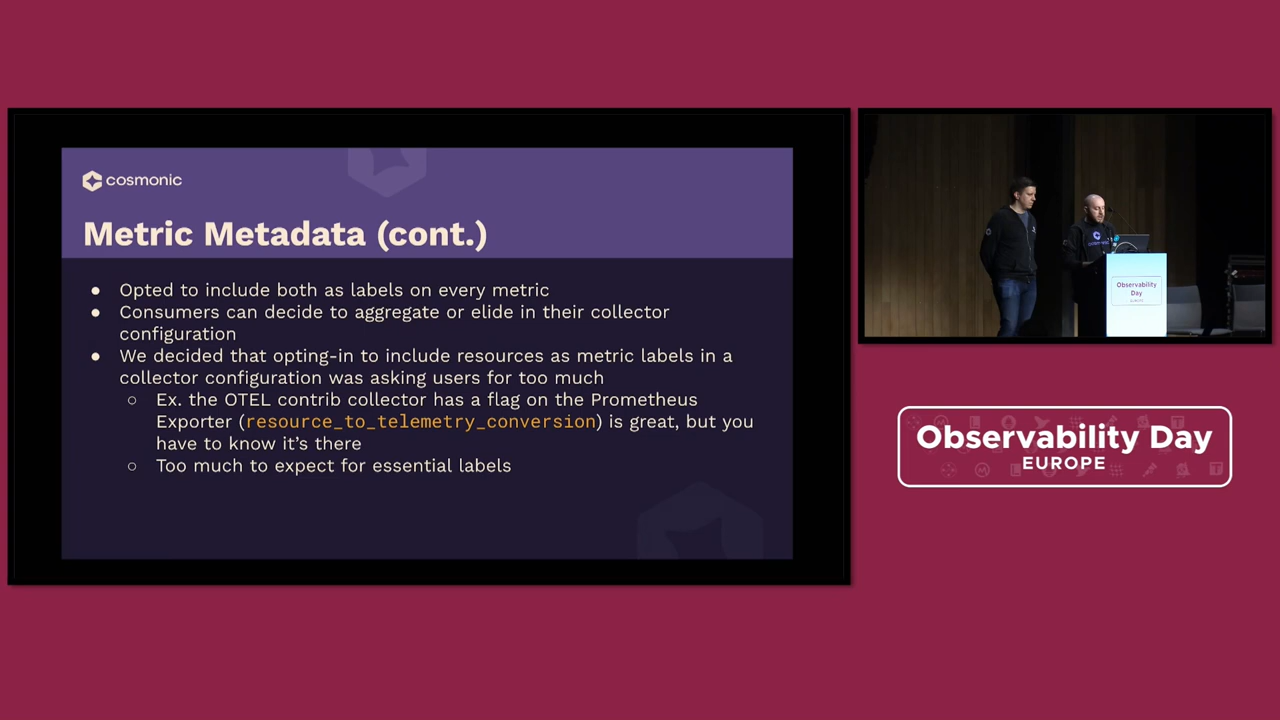 cosmonic
Metric Metadata (cont.)
● Opted to include both as labels on every metric
● Consumers can decide to aggregate or elide in their collector
configuration
● We decided that opting-in to include resources as metric labels in a
collector configuration was asking users for too much
○ Ex. the OTEL contrib collector has a flag on the Prometheus
Exporter (resource_to_telemetry_conversion) is great, but you
have to know it's there
○ Too much to expect for essential labels
Observability
Day
EUROPE
Observability Day
EUROPE